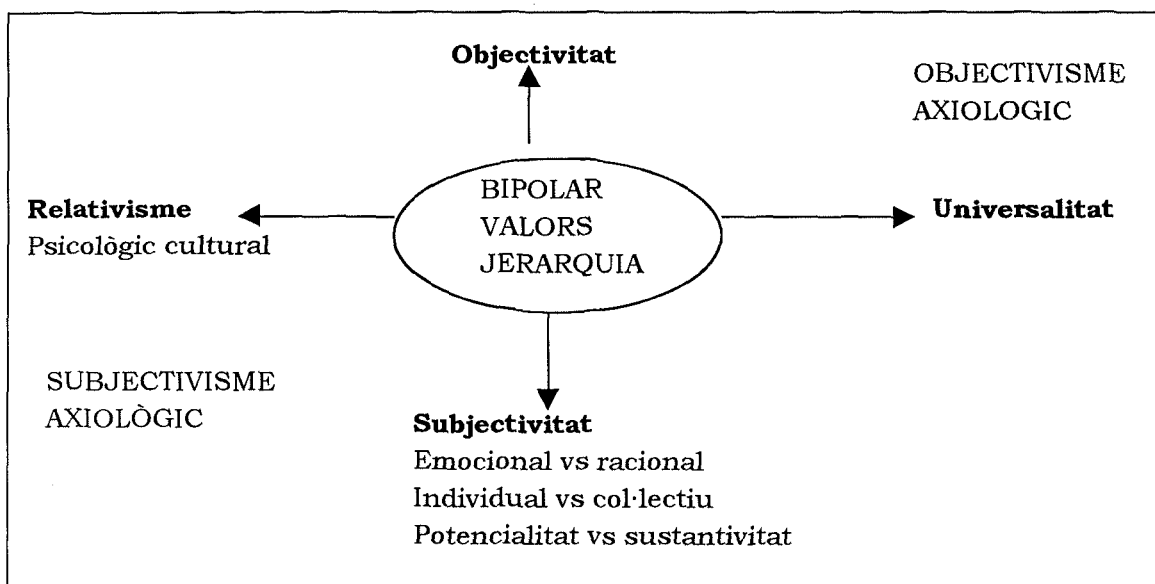 Objectivitat
OBJECTIVISME
AXIOLOGIC
BIPOLAR
VALORS
JERARQUIA
Relativisme
Psicològic cultural
Universalitat
SUBJECTIVISME
AXIOLÒGIC
Subjectivitat
Emocional vs racional
Individual vs col·lectiu
Potencialitat vs sustantivitat